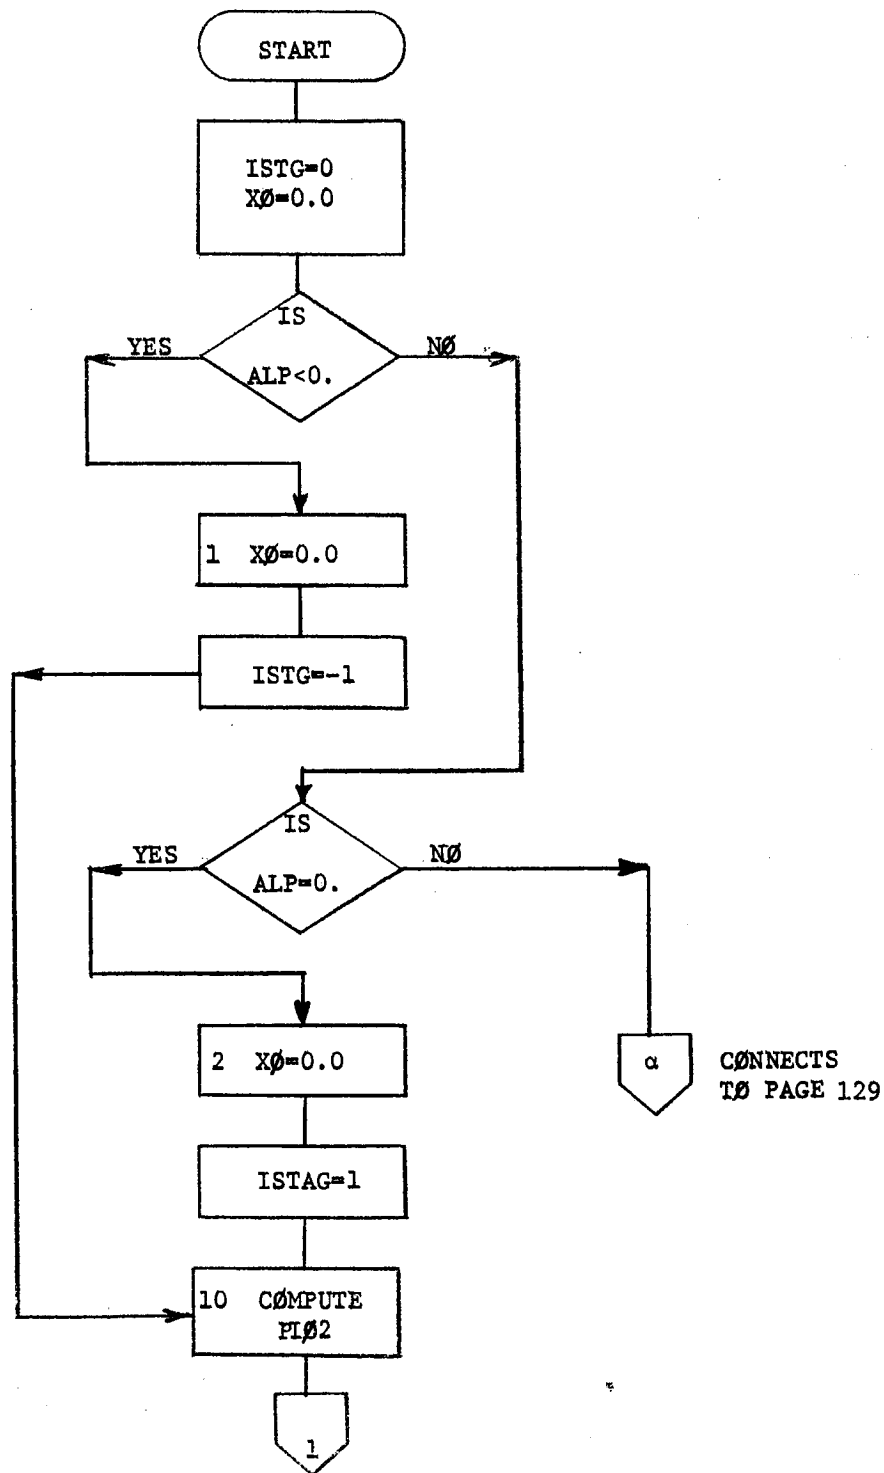 START
ISTG=0
XØ=0.0
IS
ALP<0.
YES
NØ
1 XØ=0.0
ISTG=-1
IS
ALP=0.
YES
NØ
2 XØ=0.0
α
CØNNECTS
TØ PAGE 129
ISTAG=1
10 CØMPUTE
PIØ2
1